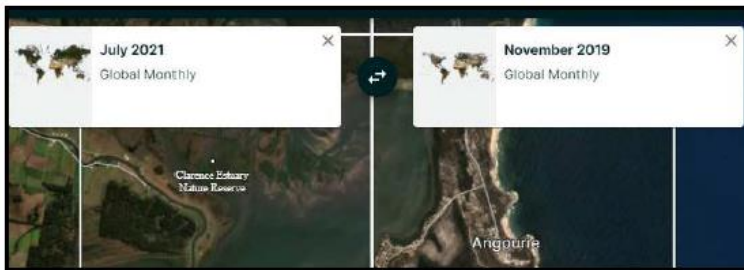 July 2021
Global Monthly
November 2019
Global Monthly
Clarence Estuary
Nature Reserve
Angourie